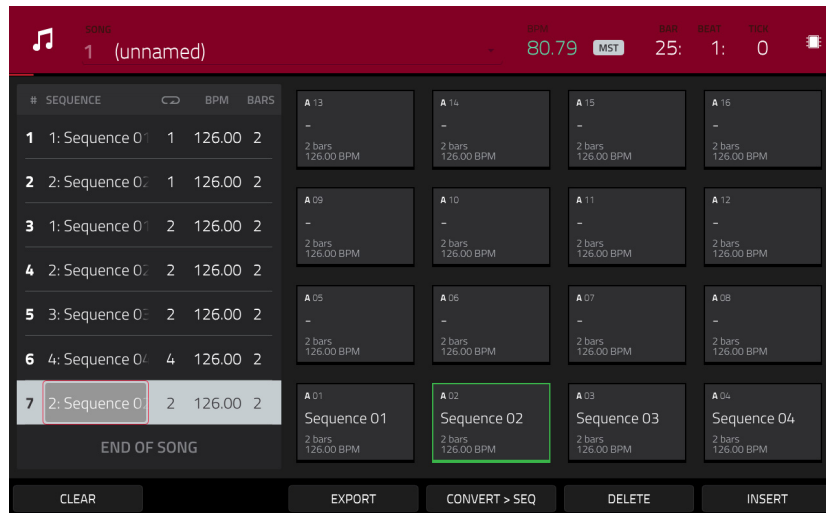 SONG
1 (unnamed)
BPM
80.79 MST
BAR BEAT TICK
25: 1: 0
# SEQUENCE BPM BARS
1 1: Sequence 01 1 126.00 2
2 2: Sequence 02 1 126.00 2
3 1: Sequence 01 2 126.00 2
4 2: Sequence 02 2 126.00 2
5 3: Sequence 03 2 126.00 2
6 4: Sequence 04 4 126.00 2
7 2: Sequence 2 126.00 2
END OF SONG
A 13
-
2 bars
126.00 BPM
A 14
-
2 bars
126.00 BPM
A 15
-
2 bars
126.00 BPM
A 16
-
2 bars
126.00 BPM
A 09
-
2 bars
126.00 BPM
A 10
-
2 bars
126.00 BPM
A 11
-
2 bars
126.00 BPM
A 12
-
2 bars
126.00 BPM
A 05
-
2 bars
126.00 BPM
A 06
-
2 bars
126.00 BPM
A 07
-
2 bars
126.00 BPM
A 08
-
2 bars
126.00 BPM
A 01
Sequence 01
2 bars
126.00 BPM
A 02
Sequence 02
2 bars
126.00 BPM
A 03
Sequence 03
2 bars
126.00 BPM
A 04
Sequence 04
2 bars
126.00 BPM
CLEAR
EXPORT
CONVERT > SEQ
DELETE
INSERT